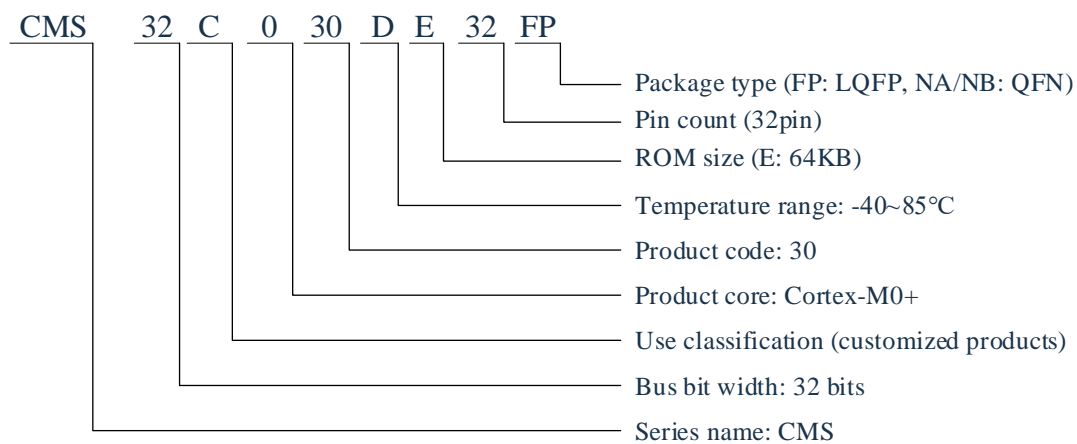 CMS 32 C 0 30 D E 32 FP
Package type (FP: LQFP, NA/NB: QFN)
Pin count (32pin)
ROM size (E: 64KB)
Temperature range: -40~85℃
Product code: 30
Product core: Cortex-M0+
Use classification (customized products)
Bus bit width: 32 bits
Series name: CMS